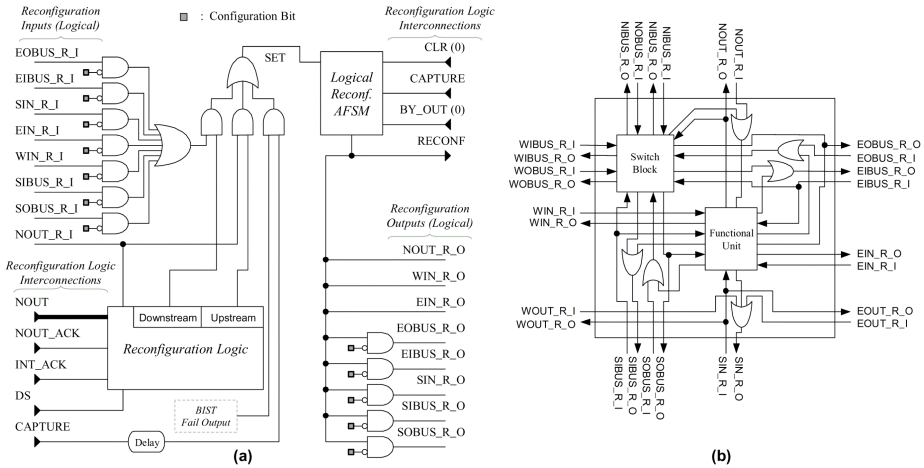 Reconfiguration
Inputs (Logical)
: Configuration Bit
EOBUS_R_I
EIBUS_R_I
SIN_R_I
EIN_R_I
WIN_R_I
SIBUS_R_I
SOBUS_R_I
NOUT_R_I
SET
Logical
Reconf.
AFSM
Reconfiguration Logic
Interconnections
CLR (0)
CAPTURE
BY_OUT (0)
RECONF
Reconfiguration Logic
Interconnections
NOUT
NOUT_ACK
INT_ACK
DS
CAPTURE
Downstream
Upstream
Reconfiguration Logic
BIST
Fail Output
Delay
Reconfiguration
Outputs (Logical)
NOUT_R_O
WIN_R_O
EIN_R_O
EOBUS_R_O
EIBUS_R_O
SIN_R_O
SIBUS_R_O
SOBUS_R_O
(a)
NIBUS_R_O
NOBUS_R_I
NIBUS_R_O
NIBUS_R_I
NOUT_R_O
NOUT_R_I
WIBUS_R_I
WIBUS_R_O
WOBUS_R_I
WOBUS_R_O
Switch
Block
EOBUS_R_O
EOBUS_R_I
EIBUS_R_O
EIBUS_R_I
WIN_R_I
WIN_R_O
Functional
Unit
EIN_R_O
EIN_R_I
WOUT_R_I
WOUT_R_O
EOUT_R_O
EOUT_R_I
SIBUS_R_I
SIBUS_R_O
SOBUS_R_I
SOBUS_R_O
SIN_R_I
SIN_R_O
(b)